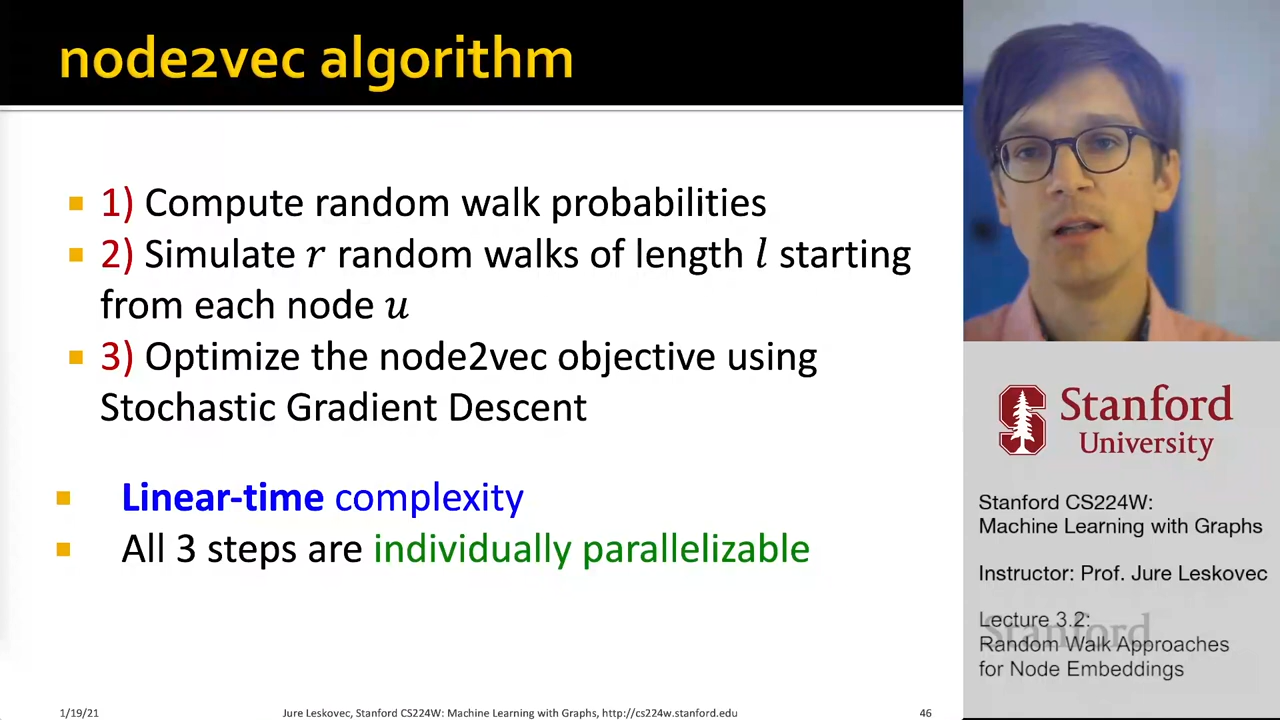 node2vec algorithm
1) Compute random walk probabilities
2) Simulate r random walks of length l starting
from each node u
3) Optimize the node2vec objective using
Stochastic Gradient Descent
Linear-time complexity
All 3 steps are individually parallelizable
1/19/21
Jure Leskovec, Stanford CS224W: Machine Learning with Graphs, http://cs224w.stanford.edu
46
S
Stanford
University
Stanford CS224W:
Machine Learning with Graphs
Instructor: Prof. Jure Leskovec
Lecture 3.2:
Stanford
Random Walk Approaches
for Node Embeddings